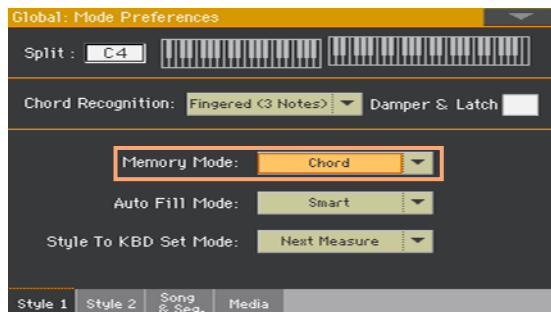 Global: Mode Preferences
Split : C4
Chord Recognition: Fingered (3 Notes) Damper & Latch
Memory Mode: Chord
Auto Fill Mode: Smart
Style To KBD Set Mode: Next Measure
Style 1 Style 2 Song & Seq. Media